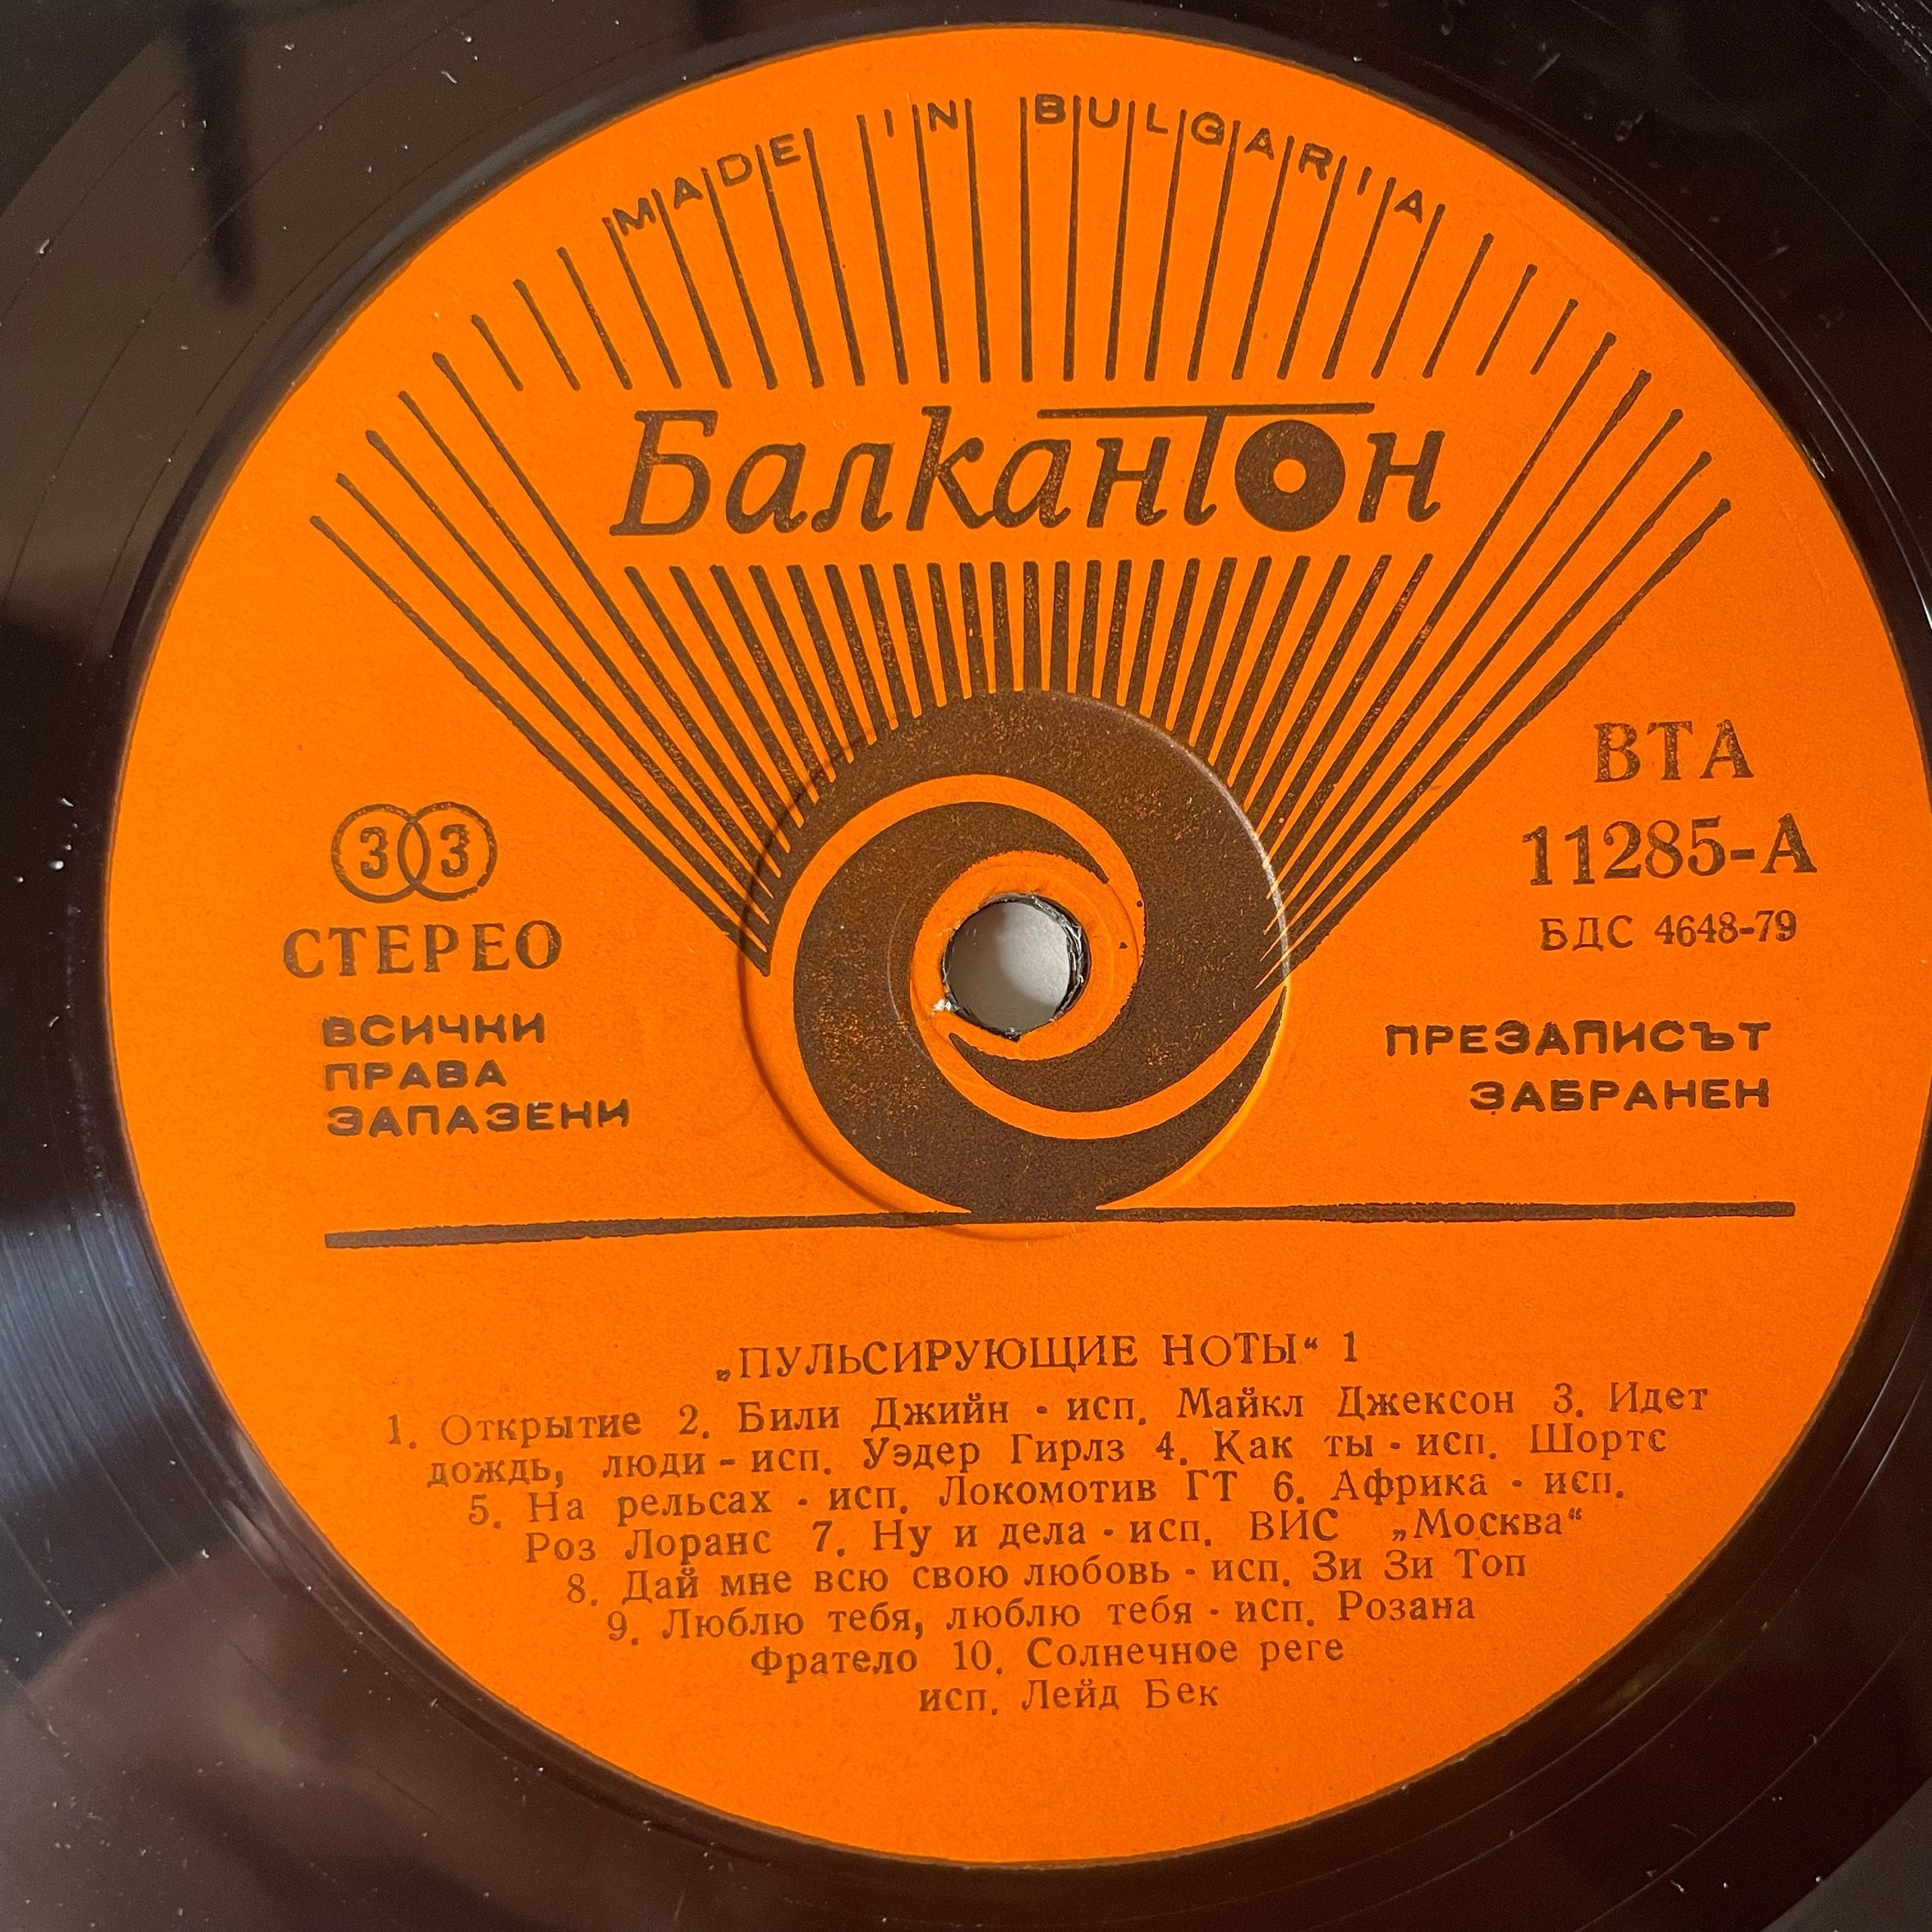 MADE IN BULGARIA
Балкантон
33
СТЕРЕО
ВСИЧКИ
ПРАВА
ЗАПАЗЕНИ
ВТА
11285-А
БДС 4648-79
ПРЕЗАПИСЪТ
ЗАБРАНЕН
„ПУЛЬСИРУЮЩИЕ НОТЫ“ 1
1. Открытие 2. Били Джийн - исп. Майкл Джексон 3. Идет
дождь, люди - исп. Уэдер Гирлз 4. Как ты - исп. Шортс
5. На рельсах - исп. Локомотив ГТ 6. Африка - исп.
Роз Лоранс 7. Ну и дела - исп. ВИС „Москва“
8. Дай мне всю свою любовь - исп. Зи Зи Топ
9. Люблю тебя, люблю тебя - исп. Розана
Фратело 10. Солнечное реге
исп. Лейд Бек